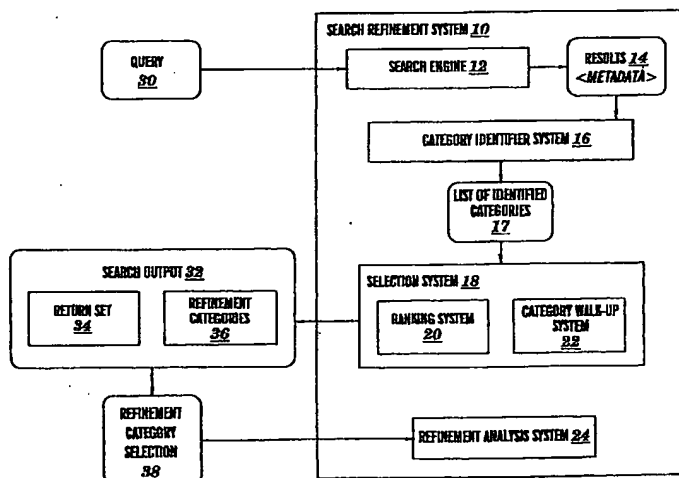 SEARCH REFINEMENT SYSTEM 10
QUERY
30
SEARCH ENGINE 12
RESULTS 14
<METADATA>
CATEGORY IDENTIFIER SYSTEM 16
LIST OF IDENTIFIED
CATEGORIES
17
SEARCH OUTPUT 32
RETURN SET
34
REFINEMENT
CATEGORIES
36
SELECTION SYSTEM 18
RANKING SYSTEM
20
CATEGORY WALK-UP
SYSTEM
22
REFINEMENT
CATEGORY
SELECTION
38
REFINEMENT ANALYSIS SYSTEM 24